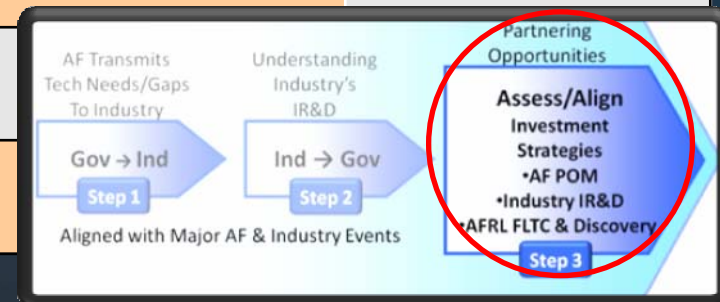 AF Transmits
Tech Needs/Gaps
To Industry
Gov → Ind
Step 1
Understanding
Industry's
IR&D
Ind → Gov
Step 2
Partnering
Opportunities
Assess/Align
Investment
Strategies
•AF POM
•Industry IR&D
•AFRL FLTC & Discovery
Step 3
Aligned with Major AF & Industry Events